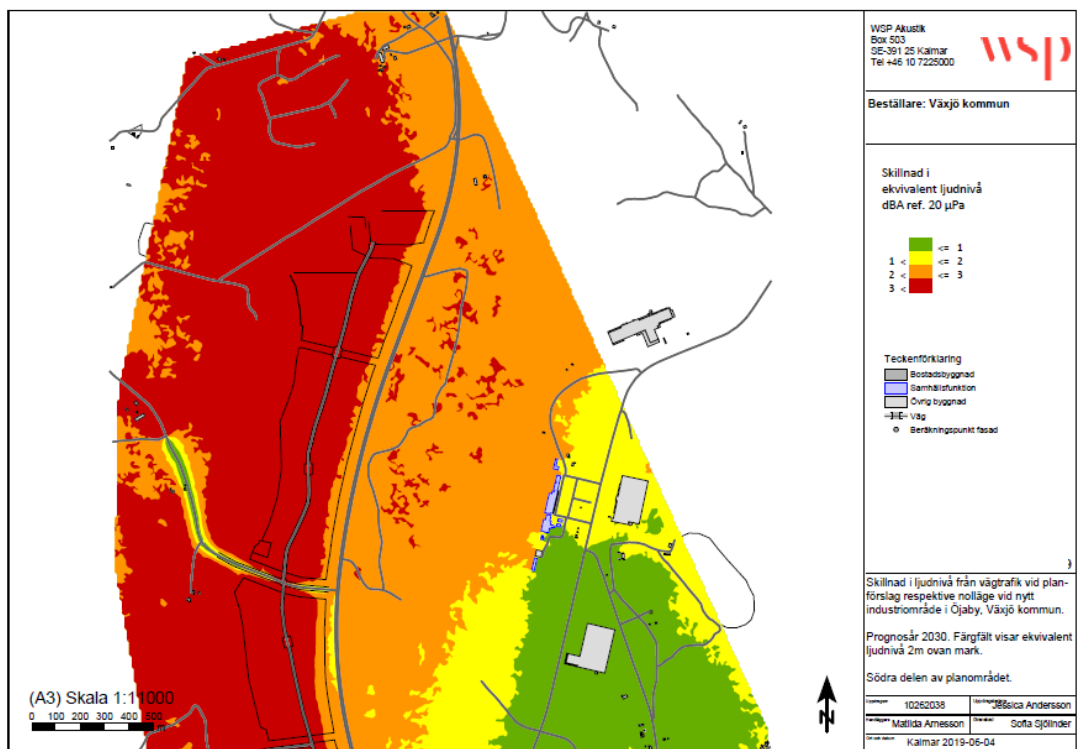 WSP Akustik
Box 503
SE-391 25 Kalmar
Tel +46 10 7225000
wsp
Beställare: Växjö kommun
Skillnad i
ekvivalent ljudnivå
dBA ref. 20 µPa
<= 1
1 < <= 2
2 < <= 3
3 <
Teckenförklaring
Bostadsbyggnad
Samhällsfunktion
Övrig byggnad
Väg
Beräkningspunkt fasad
)
Skillnad i ljudnivå från vägtrafik vid plan-
förslag respektive nolläge vid nytt
industriområde i Öjaby, Växjö kommun.
Prognosår 2030. Färgfält visar ekvivalent
ljudnivå 2m ovan mark.
Södra delen av planområdet.
10262038
Jessica Andersson
Matilda Arnesson
Sofia Sjölinder
Kalmar 2019-06-04
(A3) Skala 1:11000
0 100 200 300 400 500
N